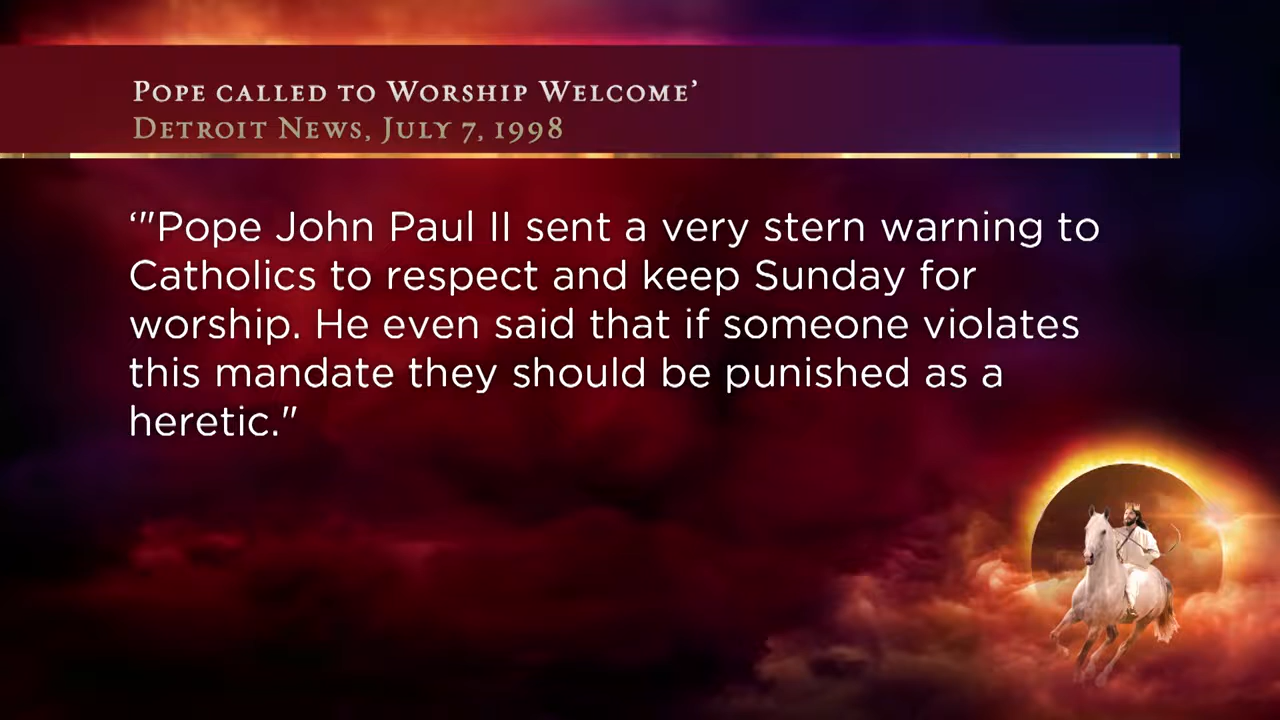 Pope called to Worship Welcome’
Detroit News, July 7, 1998
‘"Pope John Paul II sent a very stern warning to
Catholics to respect and keep Sunday for
worship. He even said that if someone violates
this mandate they should be punished as a
heretic."